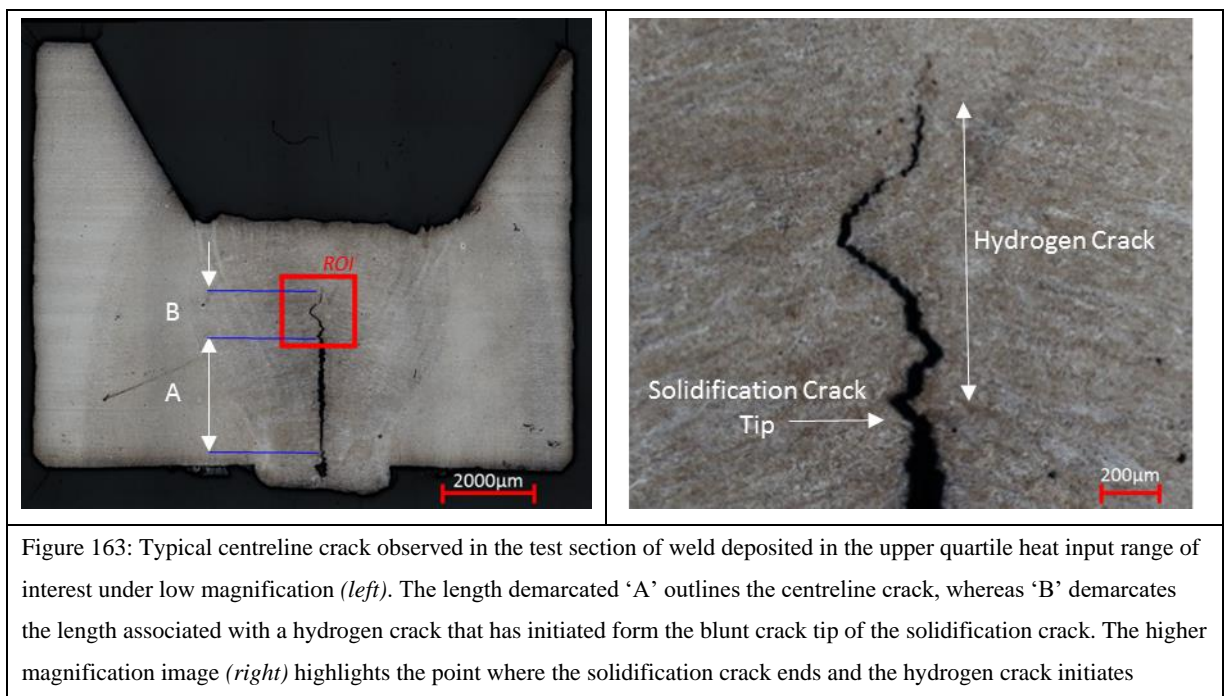 ROI
B
A
2000µm
Hydrogen Crack
Solidification Crack
Tip
200µm
Figure 163: Typical centreline crack observed in the test section of weld deposited in the upper quartile heat input range of
interest under low magnification (left). The length demarcated ‘A’ outlines the centreline crack, whereas ‘B’ demarcates
the length associated with a hydrogen crack that has initiated form the blunt crack tip of the solidification crack. The higher
magnification image (right) highlights the point where the solidification crack ends and the hydrogen crack initiates